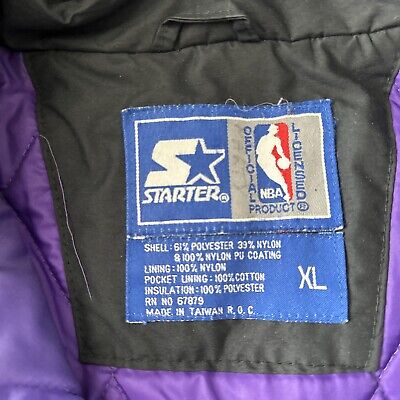 STARTER®
OFFICIAL
LICENSED
NBA
PRODUCT®
SHELL: 61% POLYESTER 39% NYLON
& 100% NYLON PU COATING
LINING: 100% NYLON
POCKET LINING: 100% COTTON
INSULATION: 100% POLYESTER
RN NO 67879
MADE IN TAIWAN R.O.C.
XL